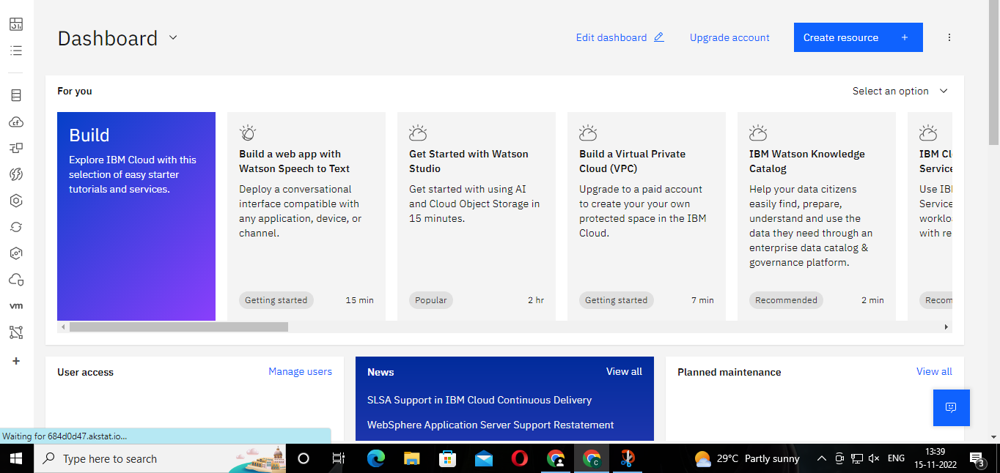 Dashboard
Edit dashboard
Upgrade account
Create resource +
For you
Select an option
Build
Explore IBM Cloud with this
selection of easy starter
tutorials and services.
Build a web app with
Watson Speech to Text
Deploy a conversational
interface compatible with
any application, device, or
channel.
Getting started
15 min
Get Started with Watson
Studio
Get started with using AI
and Cloud Object Storage in
15 minutes.
Popular
2 hr
Build a Virtual Private
Cloud (VPC)
Upgrade to a paid account
to create your your own
protected space in the IBM
Cloud.
Getting started
7 min
IBM Watson Knowledge
Catalog
Help your data citizens
easily find, prepare,
understand and use the
data they need through an
enterprise data catalog &
governance platform.
Recommended
2 min
IBM Cl
Service
Use IB
Service
worklo
with re
Recom
cf
vm
+
User access
Manage users
News
View all
SLSA Support in IBM Cloud Continuous Delivery
WebSphere Application Server Support Restatement
Planned maintenance
View all
Waiting for 684d0d47.akstat.io...
Type here to search
C
29°C Partly sunny
ENG
13:39
15-11-2022
3